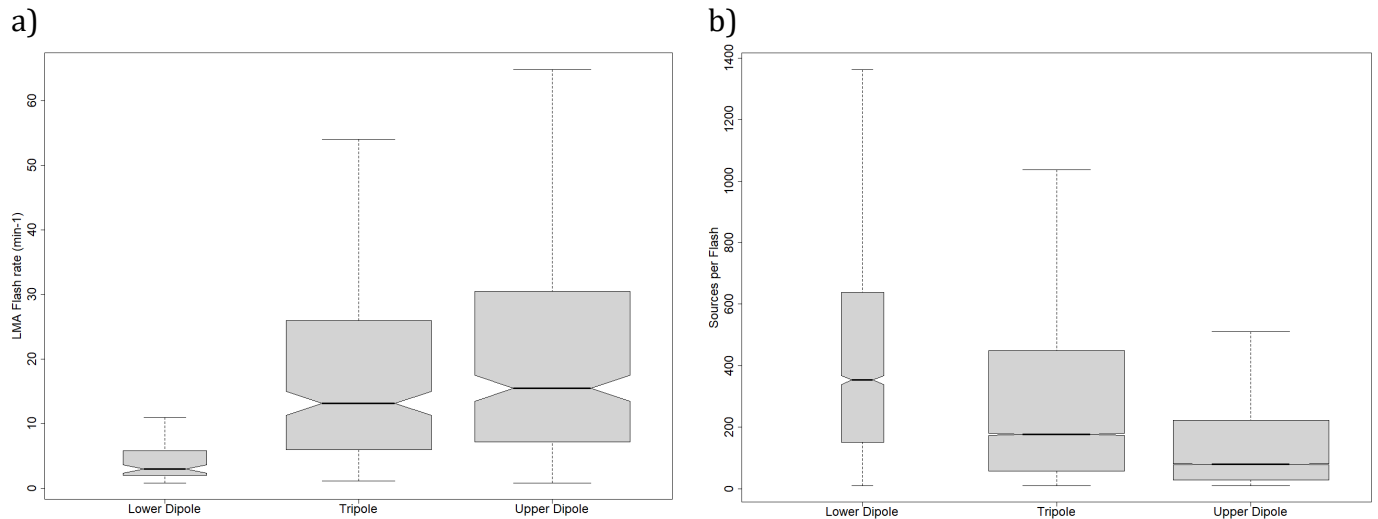 a)
LMA Flash rate (min-1)
60
50
40
30
20
10
0
Lower Dipole Tripole Upper Dipole
b)
Sources per Flash
1400
1200
1000
800
600
400
200
0
Lower Dipole Tripole Upper Dipole